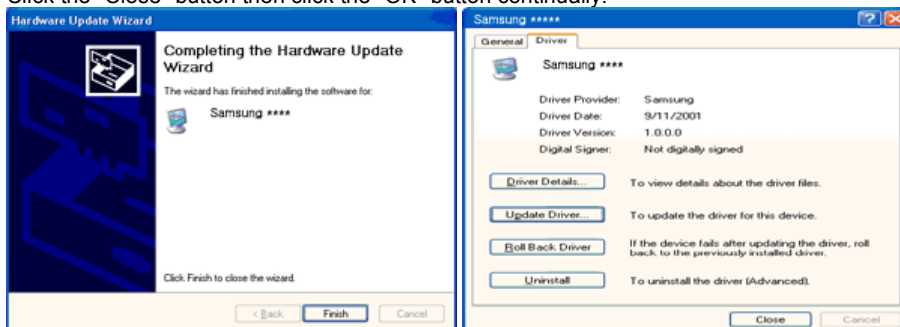 Click the "Close" button then click the "OK" button continually.
Hardware Update Wizard
Completing the Hardware Update
Wizard
The wizard has finished installing the software for:
Samsung ****
Click Finish to close the wizard.
< Back
Finish
Cancel
Samsung *****
General
Driver
Samsung ****
Driver Provider: Samsung
Driver Date: 9/11/2001
Driver Version: 1.0.0.0
Digital Signer: Not digitally signed
Driver Details... To view details about the driver files.
Update Driver... To update the driver for this device.
Roll Back Driver If the device fails after updating the driver, roll
back to the previously installed driver.
Uninstall To uninstall the driver (Advanced).
Close
Cancel